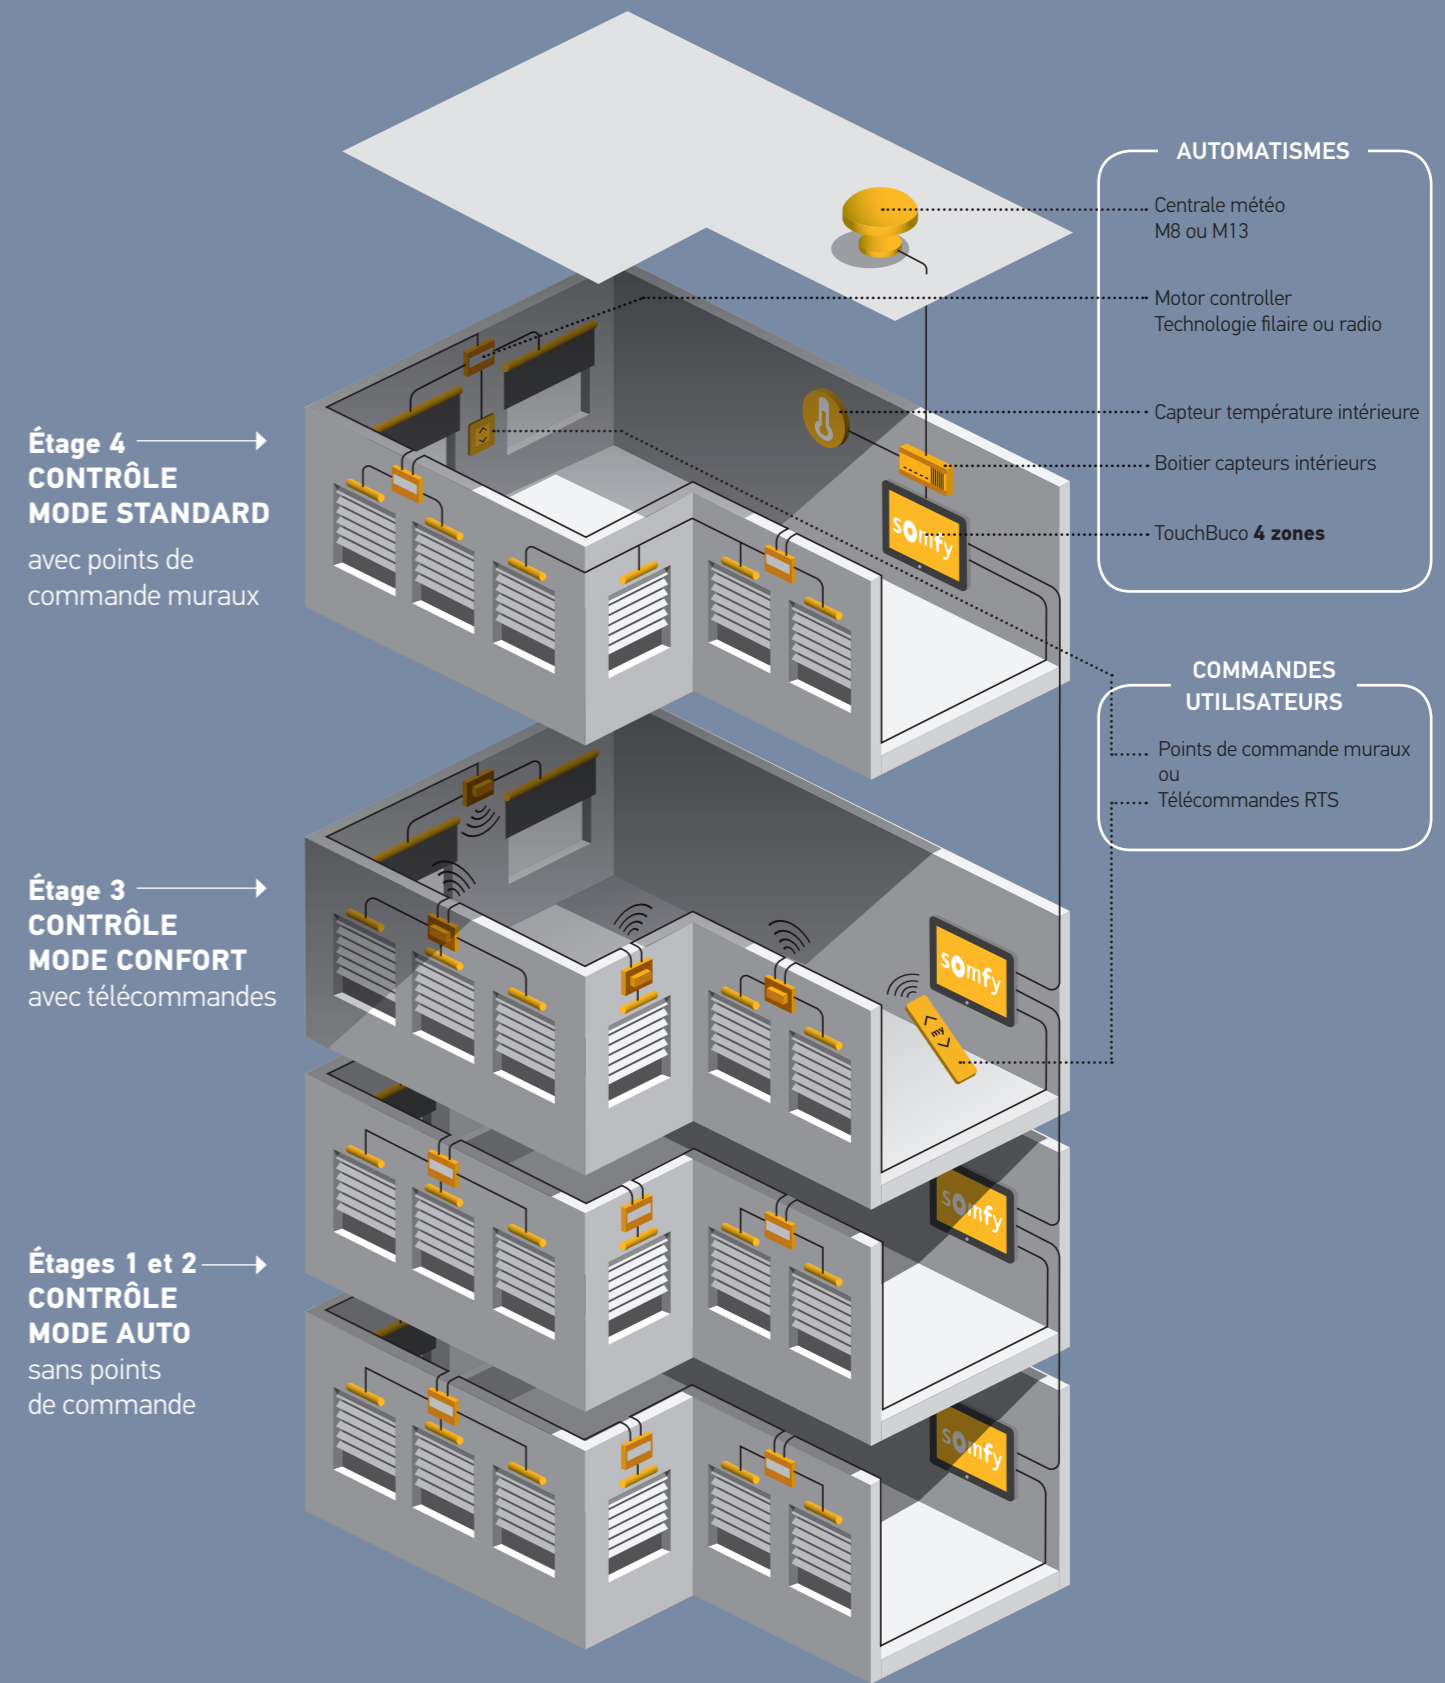 AUTOMATISMES
Centrale météo
M8 ou M13
Motor controller
Technologie filaire ou radio
Capteur température intérieure
Boitier capteurs intérieurs
TouchBuco 4 zones
COMMANDES
UTILISATEURS
Points de commande muraux
ou
Télécommandes RTS
Étage 4
CONTRÔLE
MODE STANDARD
avec points de
commande muraux
somfy
Étage 3
CONTRÔLE
MODE CONFORT
avec télécommandes
somfy
my
Étages 1 et 2
CONTRÔLE
MODE AUTO
sans points
de commande
somfy
somfy